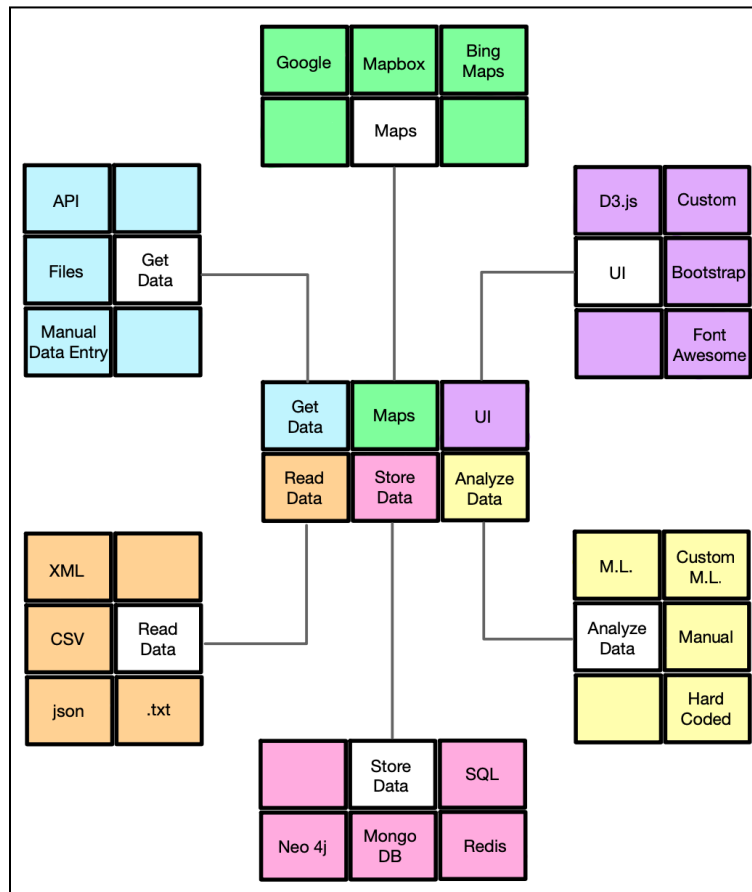 Google
Mapbox
Bing
Maps
Maps
API
Files
Get
Data
Manual
Data Entry
D3.js
Custom
UI
Bootstrap
Font
Awesome
Get
Data
Maps
UI
Read
Data
Store
Data
Analyze
Data
XML
CSV
Read
Data
json
.txt
M.L.
Custom
M.L.
Analyze
Data
Manual
Hard
Coded
Store
Data
SQL
Neo 4j
Mongo
DB
Redis